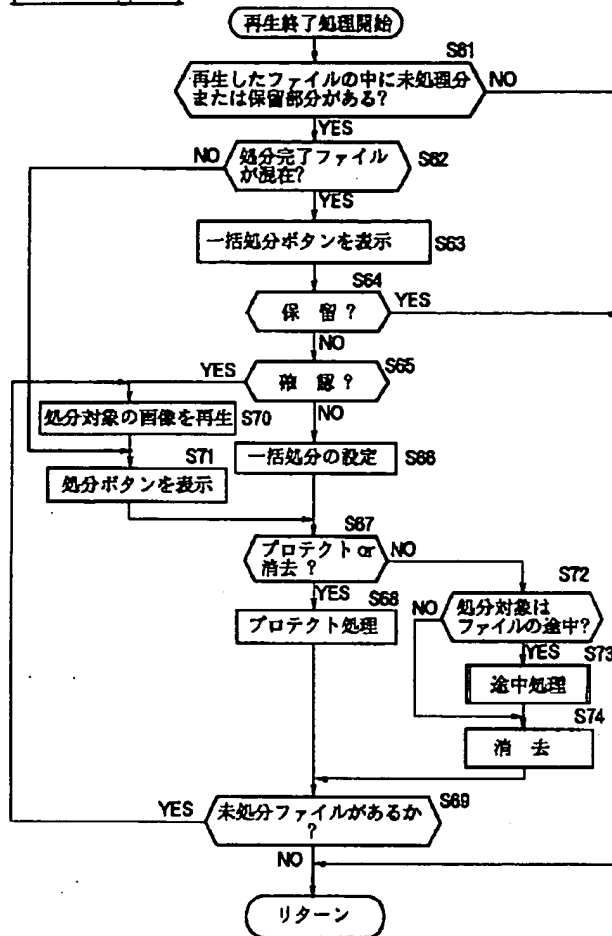 再生終了処理開始
S61
再生したファイルの中に未処理分
または保留部分がある？
NO
YES
NO
処分完了ファイル
が混在？
S62
YES
一括処分ボタンを表示
S63
S64
保 留？
YES
NO
YES
S65
確 認？
NO
処分対象の画像を再生
S70
一括処分の設定
S66
S71
処分ボタンを表示
S67
プロテクトor
消去？
NO
YES
S68
プロテクト処理
S72
NO
処分対象は
ファイルの途中？
YES
S73
途中処理
S74
消 去
YES
S69
未処分ファイルがあるか
？
NO
リターン